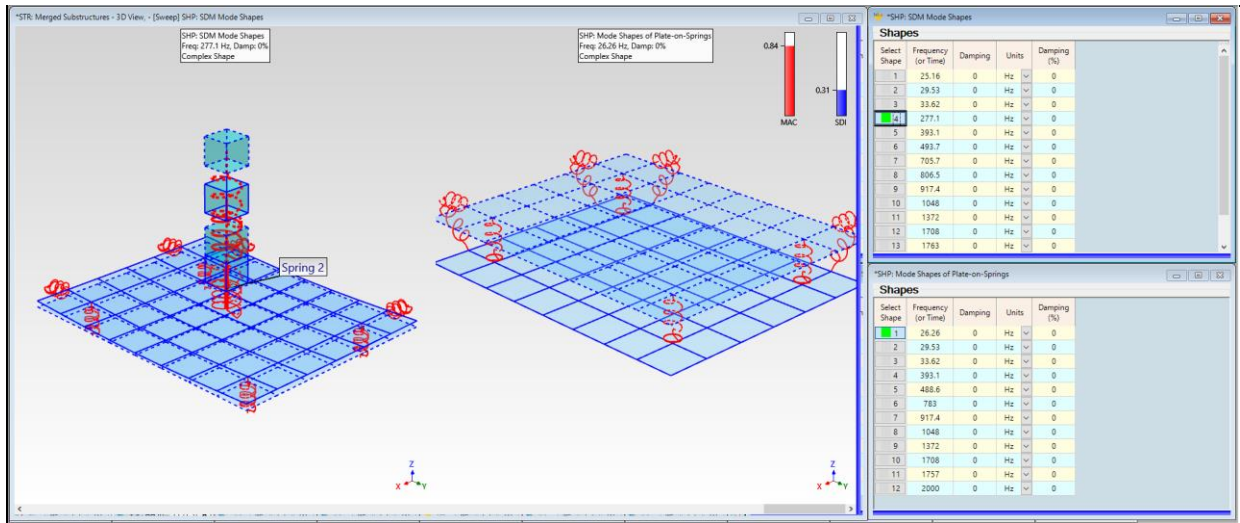 *STR: Merged Substructures - 3D View, - [Sweep] SHP: SDM Mode Shapes
SHP: SDM Mode Shapes
Freq: 277.1 Hz, Damp: 0%
Complex Shape
SHP: Mode Shapes of Plate-on-Springs
Freq: 26.26 Hz, Damp: 0%
Complex Shape
0.84
0.31
MAC
SDI
Spring 2
Z
X
Y
Z
X
Y
*SHP: SDM Mode Shapes
Shapes
Select Shape Frequency (or Time) Damping Units Damping (%)
1 25.16 0 Hz 0
2 29.53 0 Hz 0
3 33.62 0 Hz 0
4 277.1 0 Hz 0
5 393.1 0 Hz 0
6 493.7 0 Hz 0
7 705.7 0 Hz 0
8 806.5 0 Hz 0
9 917.4 0 Hz 0
10 1048 0 Hz 0
11 1372 0 Hz 0
12 1708 0 Hz 0
13 1763 0 Hz 0
*SHP: Mode Shapes of Plate-on-Springs
Shapes
Select Shape Frequency (or Time) Damping Units Damping (%)
1 26.26 0 Hz 0
2 29.53 0 Hz 0
3 33.62 0 Hz 0
4 393.1 0 Hz 0
5 488.6 0 Hz 0
6 783 0 Hz 0
7 917.4 0 Hz 0
8 1048 0 Hz 0
9 1372 0 Hz 0
10 1708 0 Hz 0
11 1757 0 Hz 0
12 2000 0 Hz 0